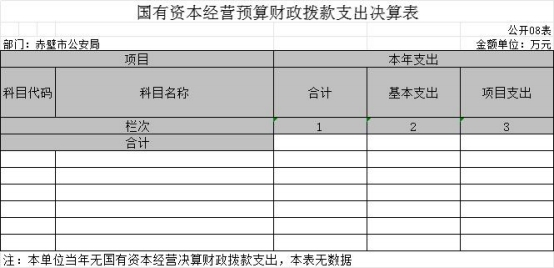 国有资本经营预算财政拨款支出决算表
公开08表
部门：赤壁市公安局 金额单位：万元
项目 本年支出
科目代码 科目名称 合计 基本支出 项目支出
栏次 1 2 3
合计
注：本单位当年无国有资本经营决算财政拨款支出，本表无数据